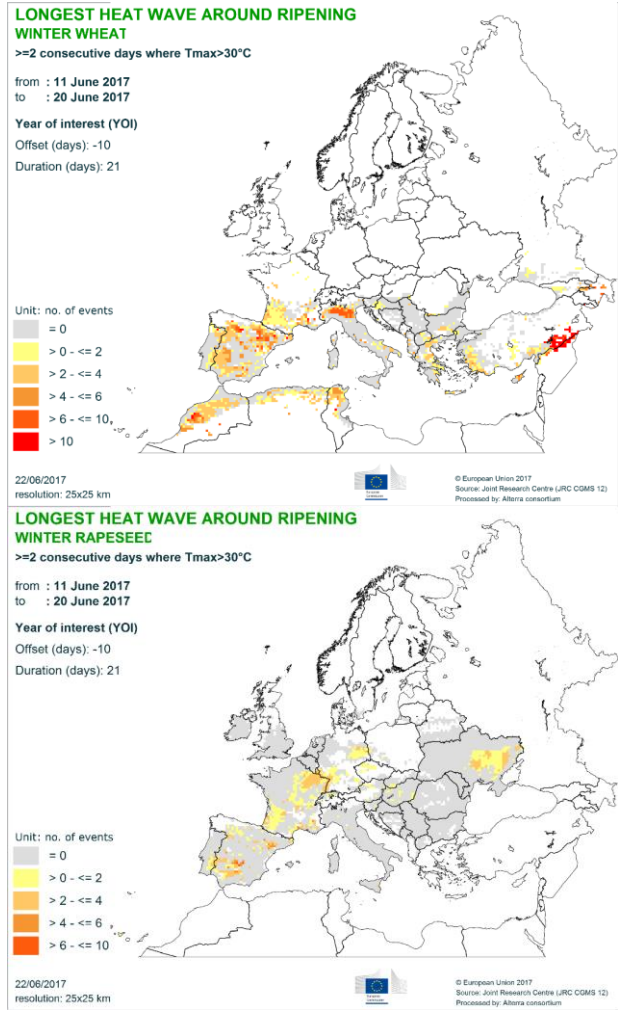 LONGEST HEAT WAVE AROUND RIPENING
WINTER WHEAT
>=2 consecutive days where Tmax>30°C
from : 11 June 2017
to : 20 June 2017
Year of interest (YOI)
Offset (days): -10
Duration (days): 21
Unit: no. of events
= 0
> 0 - <= 2
> 2 - <= 4
> 4 - <= 6
> 6 - <= 10
> 10
22/06/2017
resolution: 25x25 km
© European Union 2017
Source: Joint Research Centre (JRC CGMS 12)
Processed by: Alterra consortium
LONGEST HEAT WAVE AROUND RIPENING
WINTER RAPESEED
>=2 consecutive days where Tmax>30°C
from : 11 June 2017
to : 20 June 2017
Year of interest (YOI)
Offset (days): -10
Duration (days): 21
Unit: no. of events
= 0
> 0 - <= 2
> 2 - <= 4
> 4 - <= 6
> 6 - <= 10
22/06/2017
resolution: 25x25 km
© European Union 2017
Source: Joint Research Centre (JRC CGMS 12)
Processed by: Alterra consortium